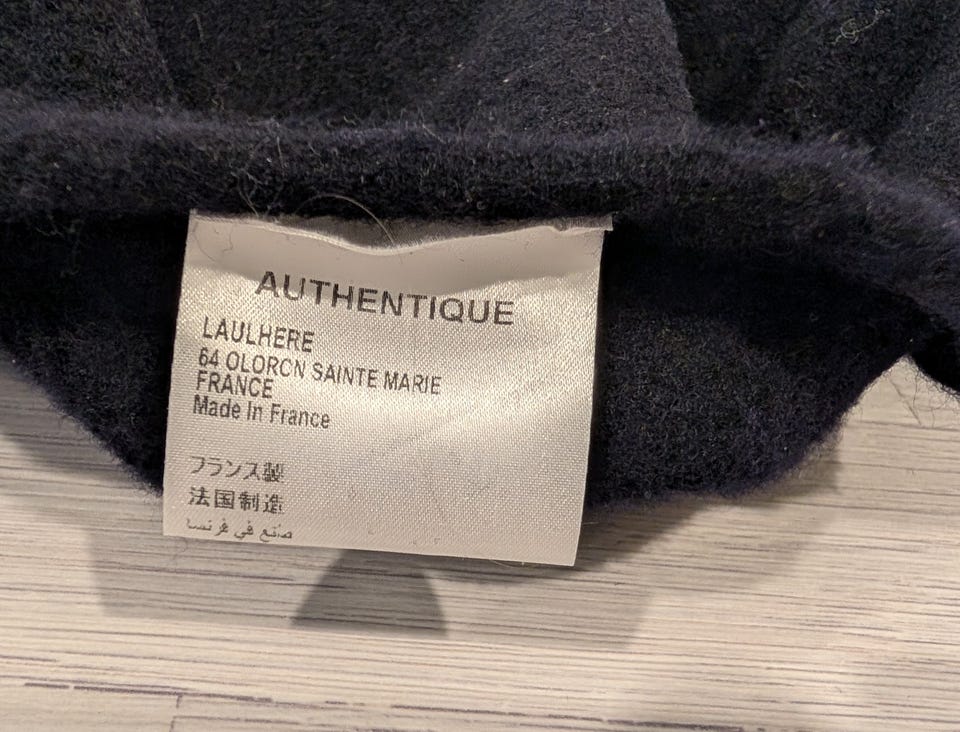 AUTHENTIQUE
LAULHERE
64 OLORCN SAINTE MARIE
FRANCE
Made In France
フランス製
法国制造
صنع في فرنسا